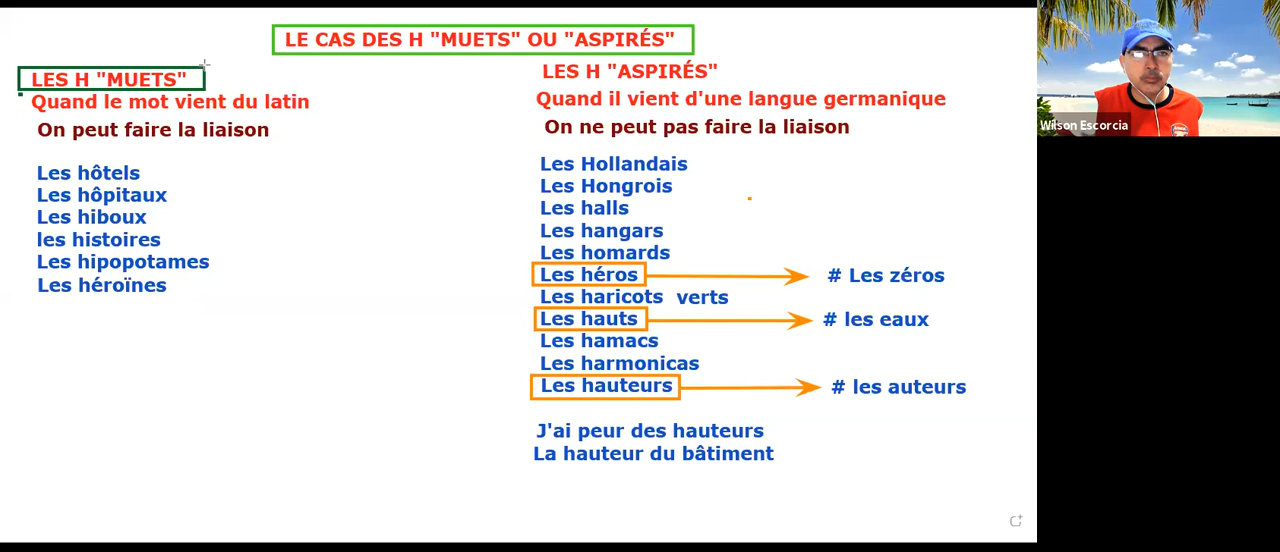 LE CAS DES H "MUETS" OU "ASPIRÉS"
LES H "MUETS"
Quand le mot vient du latin
On peut faire la liaison
Les hôtels
Les hôpitaux
Les hiboux
les histoires
Les hipopotames
Les héroïnes
LES H "ASPIRÉS"
Quand il vient d'une langue germanique
On ne peut pas faire la liaison
Les Hollandais
Les Hongrois
Les halls
Les hangars
Les homards
Les héros # Les zéros
Les haricots verts
Les hauts # les eaux
Les hamacs
Les harmonicas
Les hauteurs # les auteurs
J'ai peur des hauteurs
La hauteur du bâtiment
Wilson Escorcia